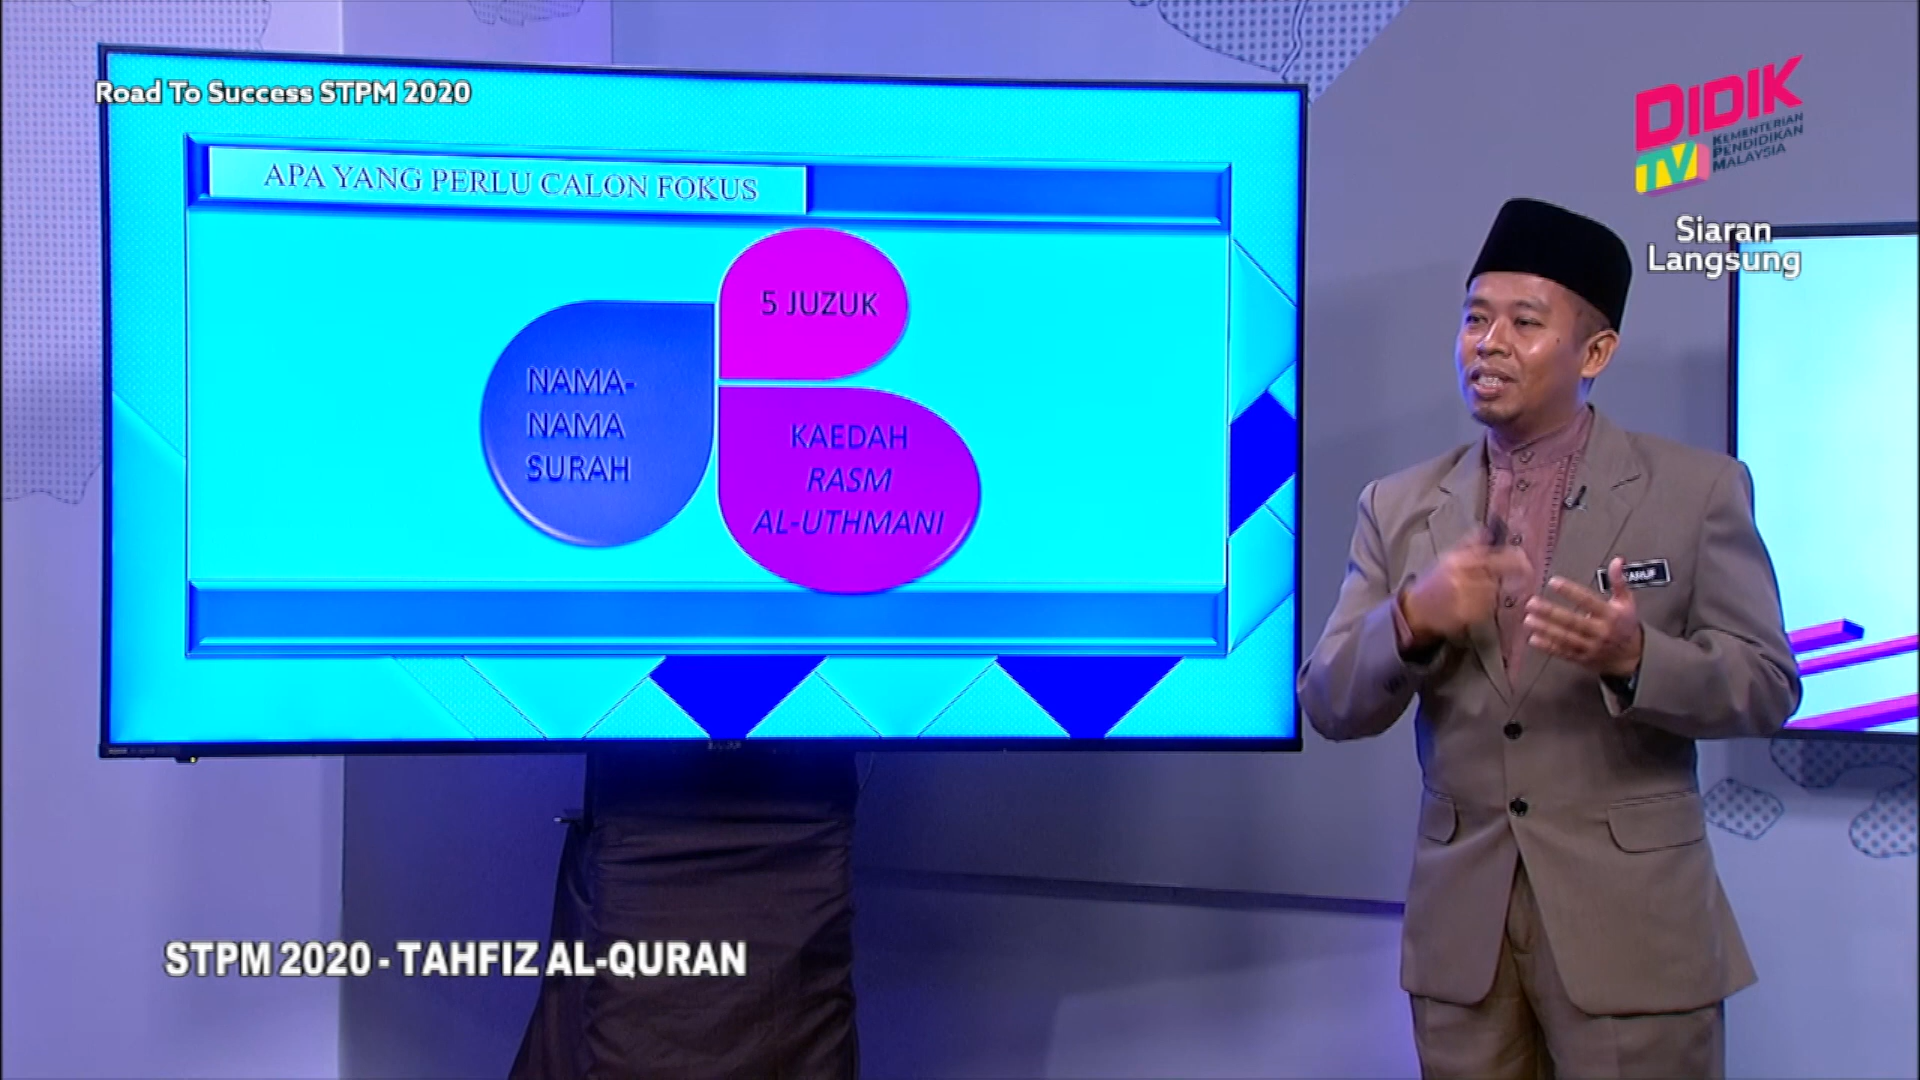 Road To Success STPM 2020
APA YANG PERLU CALON FOKUS
5 JUZUK
NAMA-
NAMA
SURAH
KAEDAH
RASM
AL-UTHMANI
DIDIK
TV
KEMENTERIAN
PENDIDIKAN
MALAYSIA
Siaran
Langsung
STPM 2020 - TAHFIZ AL-QURAN